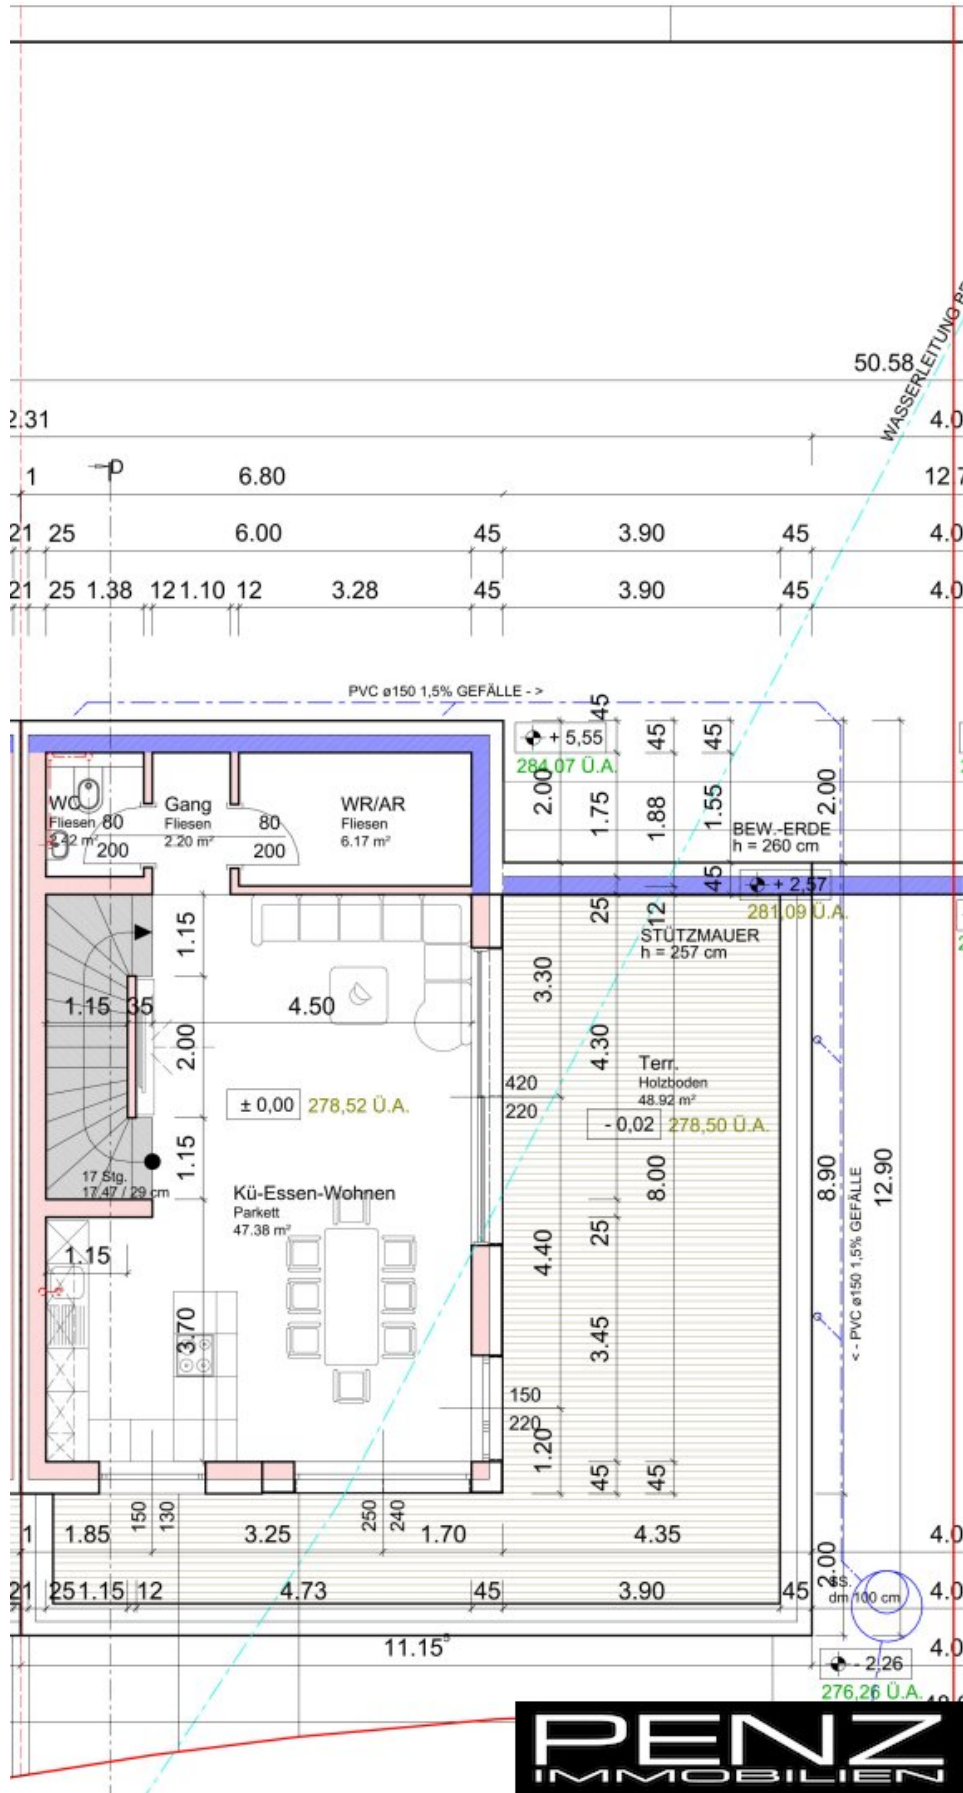 50.58
WASSERLEITUNG
2.31
4.0
D
1
6.80
12.7
21 25 6.00 45 3.90 45 4.0
21 25 1.38 12 1.10 12 3.28 45 3.90 45 4.0
PVC ø150 1,5% GEFÄLLE - >
45
+ 5,55
45 45
284,07 Ü.A.
2.00 1.75 1.88 1.55 2.00
WC
Fliesen
2.42 m²
80
200
Gang
Fliesen
2.20 m²
80
200
WR/AR
Fliesen
6.17 m²
BEW.-ERDE
h = 260 cm
45
+ 2,57
281,09 Ü.A.
25 12
STÜTZMAUER
h = 257 cm
1.15
3.30
1.15 35 4.50
2.00
4.30
Terr.
Holzboden
48.92 m²
420
220
± 0,00 278,52 Ü.A.
- 0,02 278,50 Ü.A.
1.15
17 Stg.
17.47 / 29 cm
Kü-Essen-Wohnen
Parkett
47.38 m²
8.00
8.90
12.90
< - PVC ø150 1,5% GEFÄLLE
1.15
4.40
25
3.70
3.45
150
220
1.20
45 45
150
130
250
240
1 1.85 3.25 1.70 4.35 4.0
2.00
21 25 1.15 12 4.73 45 3.90 45 4.0
SS.
dm 100 cm
11.15⁵
4.0
- 2,26
276,26 Ü.A.
PENZ
IMMOBILIEN